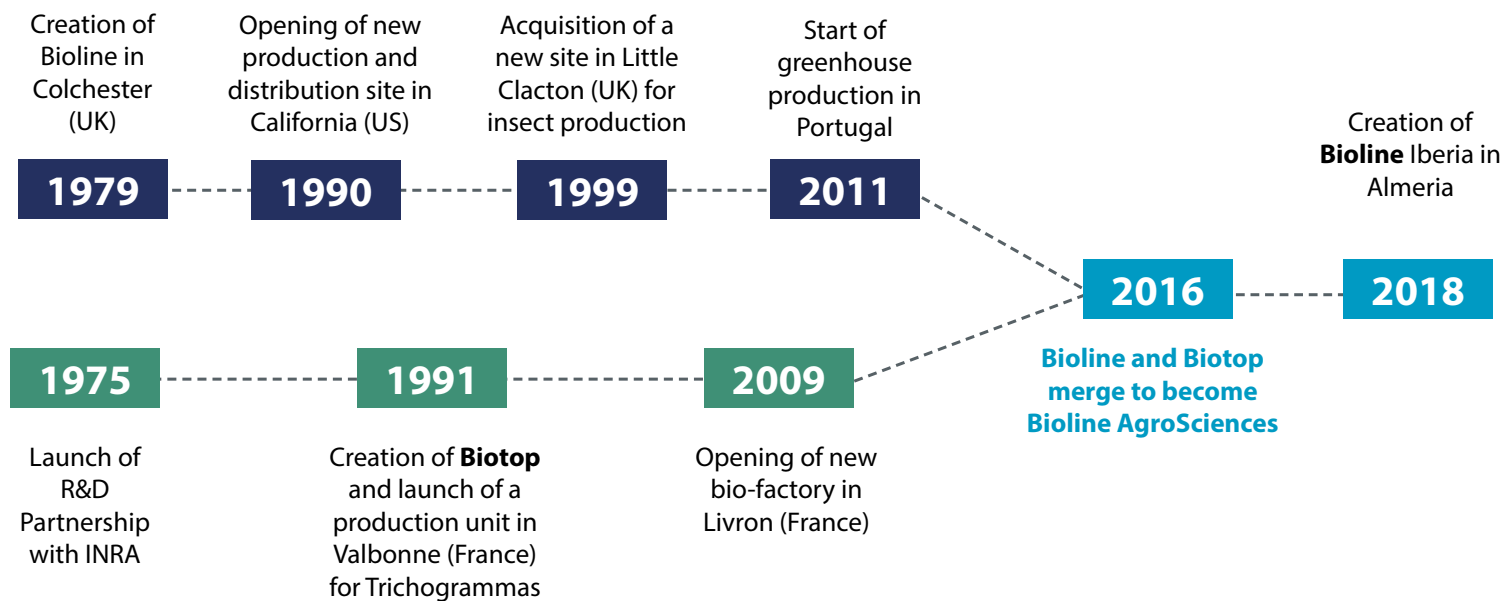 Creation of
Bioline in
Colchester
(UK)
1979
Opening of new
production and
distribution site in
California (US)
1990
Acquisition of a
new site in Little
Clacton (UK) for
insect production
1999
Start of
greenhouse
production in
Portugal
2011
1975
Launch of
R&D
Partnership
with INRA
1991
Creation of Biotop
and launch of a
production unit in
Valbonne (France)
for Trichogrammas
2009
Opening of new
bio-factory in
Livron (France)
2016
Bioline and Biotop
merge to become
Bioline AgroSciences
Creation of
Bioline Iberia in
Almeria
2018